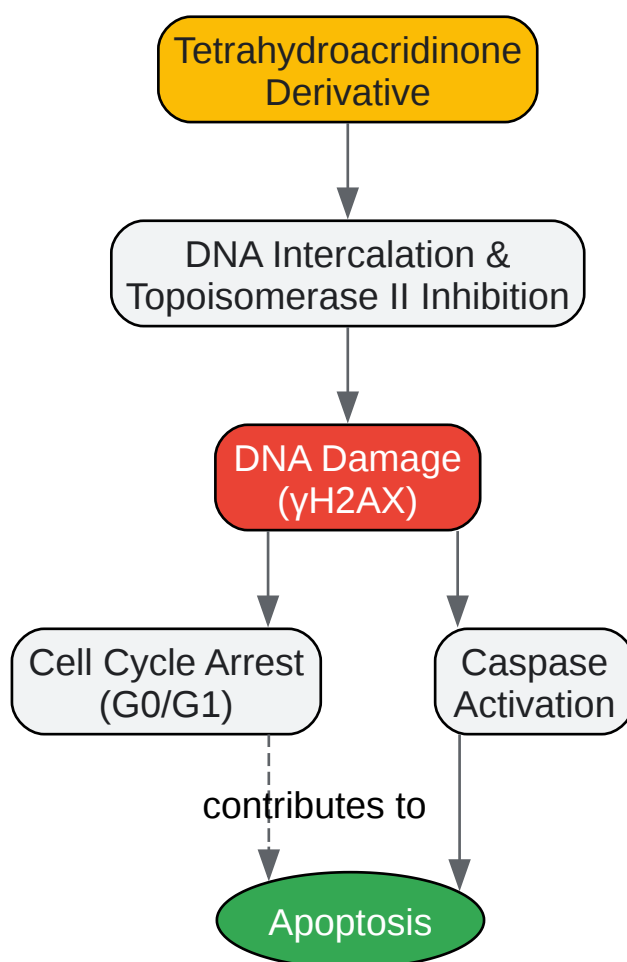 Tetrahydroacridinone
Derivative
DNA Intercalation &
Topoisomerase II Inhibition
DNA Damage
(γH2AX)
Cell Cycle Arrest
(G0/G1)
Caspase
Activation
contributes to
Apoptosis